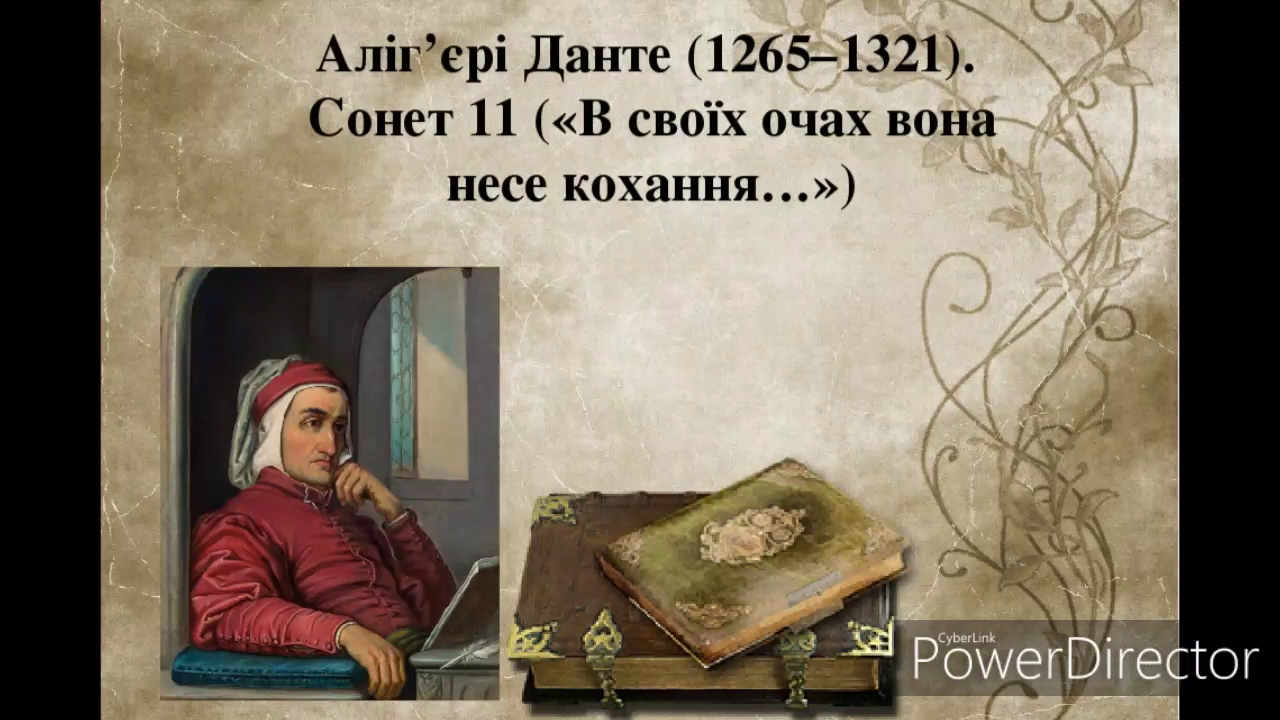 Аліг’єрі Данте (1265–1321).
Сонет 11 («В своїх очах вона
несе кохання…»)
CyberLink
PowerDirector